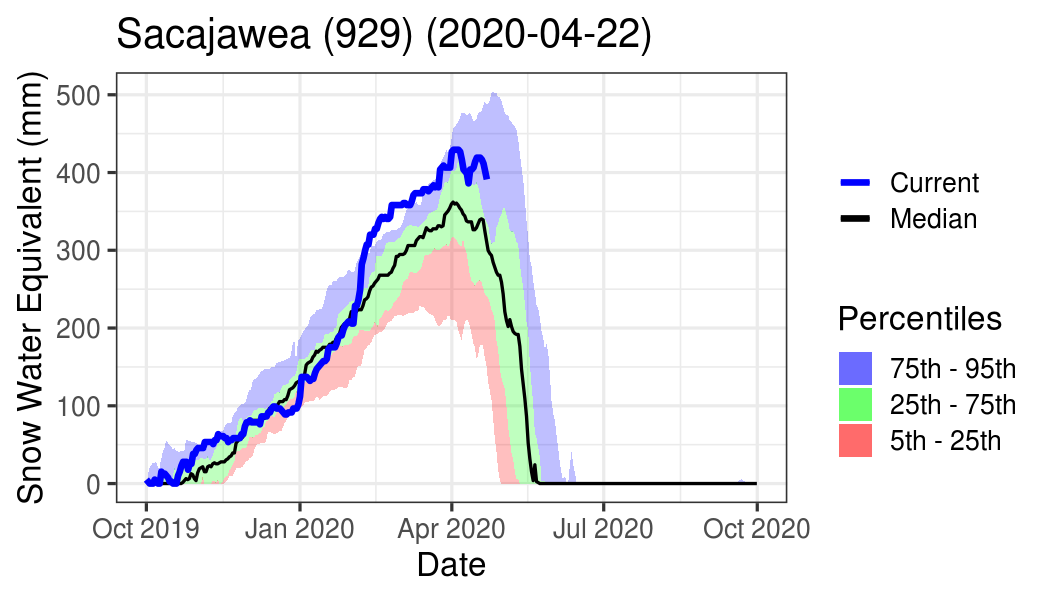 Sacajawea (929) (2020-04-22)
Snow Water Equivalent (mm)
500
400
300
200
100
0
Oct 2019
Jan 2020
Apr 2020
Jul 2020
Oct 2020
Date
Current
Median
Percentiles
75th - 95th
25th - 75th
5th - 25th